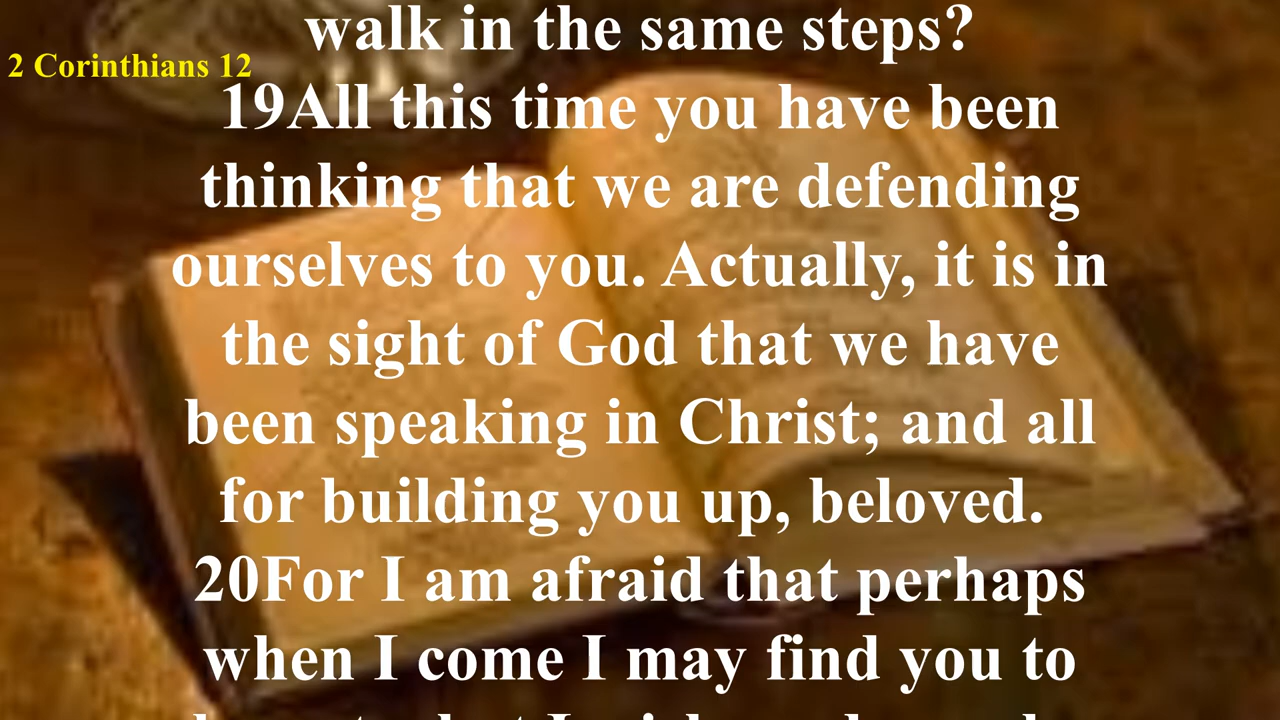 walk in the same steps?
2 Corinthians 12
19All this time you have been
thinking that we are defending
ourselves to you. Actually, it is in
the sight of God that we have
been speaking in Christ; and all
for building you up, beloved.
20For I am afraid that perhaps
when I come I may find you to